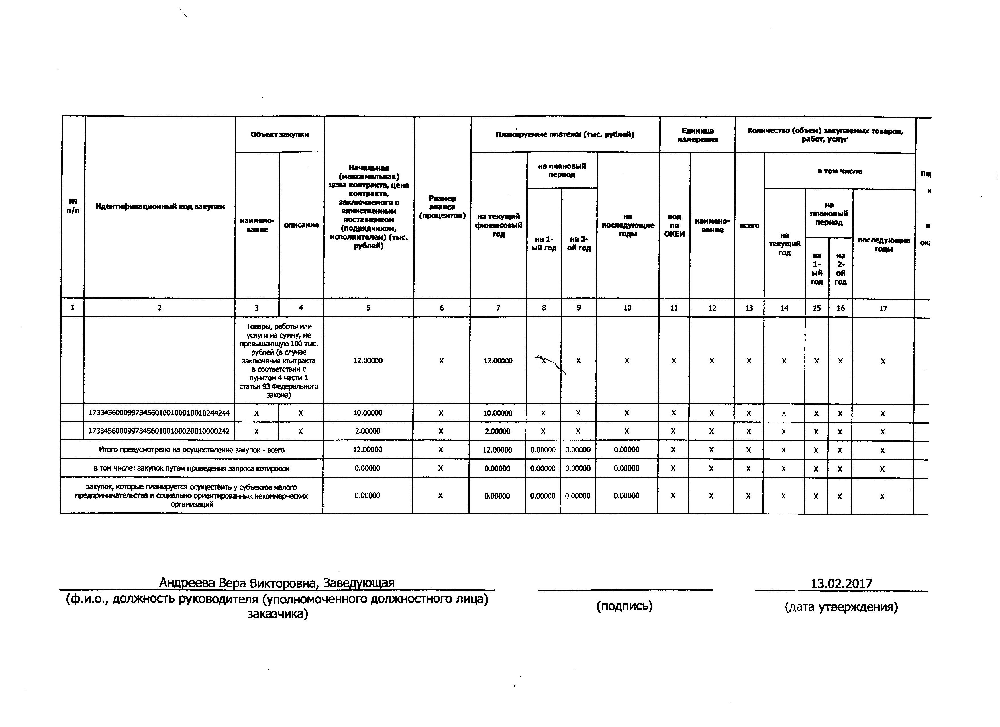 №
п/п
Идентификационный код закупки
Объект закупки
наимено-
вание
описание
Начальная
(максимальная)
цена контракта, цена
контракта,
заключаемого с
единственным
поставщиком
(подрядчиком,
исполнителем) (тыс.
рублей)
Размер
аванса
(процентов)
Планируемые платежи (тыс. рублей)
на текущий
финансовый
год
на плановый
период
на 1-
ый год
на 2-
ой год
на
последующие
годы
Единица
измерения
код
по
ОКЕИ
наимено-
вание
Количество (объем) закупаемых товаров,
работ, услуг
всего
в том числе
на
текущий
год
на
плановый
период
на
1-
ый
год
на
2-
ой
год
последующие
годы
1 2 3 4 5 6 7 8 9 10 11 12 13 14 15 16 17
Товары, работы или
услуги на сумму, не
превышающую 100 тыс.
рублей (в случае
заключения контракта
в соответствии с
пунктом 4 части 1
статьи 93 Федерального
закона)
12.00000 X 12.00000 X X X X X X X X X X
173345600099734560100100010010244244 X X 10.00000 X 10.00000 X X X X X X X X X X
173345600099734560100100020010000242 X X 2.00000 X 2.00000 X X X X X X X X X X
Итого предусмотрено на осуществление закупок - всего 12.00000 X 12.00000 0.00000 0.00000 0.00000 X X X X X X X
в том числе: закупок путем проведения запроса котировок 0.00000 X 0.00000 0.00000 0.00000 0.00000 X X X X X X X
закупок, которые планируется осуществить у субъектов малого
предпринимательства и социально ориентированных некоммерческих
организаций
0.00000 X 0.00000 0.00000 0.00000 0.00000 X X X X X X X
Андреева Вера Викторовна, Заведующая
(ф.и.о., должность руководителя (уполномоченного должностного лица)
заказчика)
(подпись)
13.02.2017
(дата утверждения)